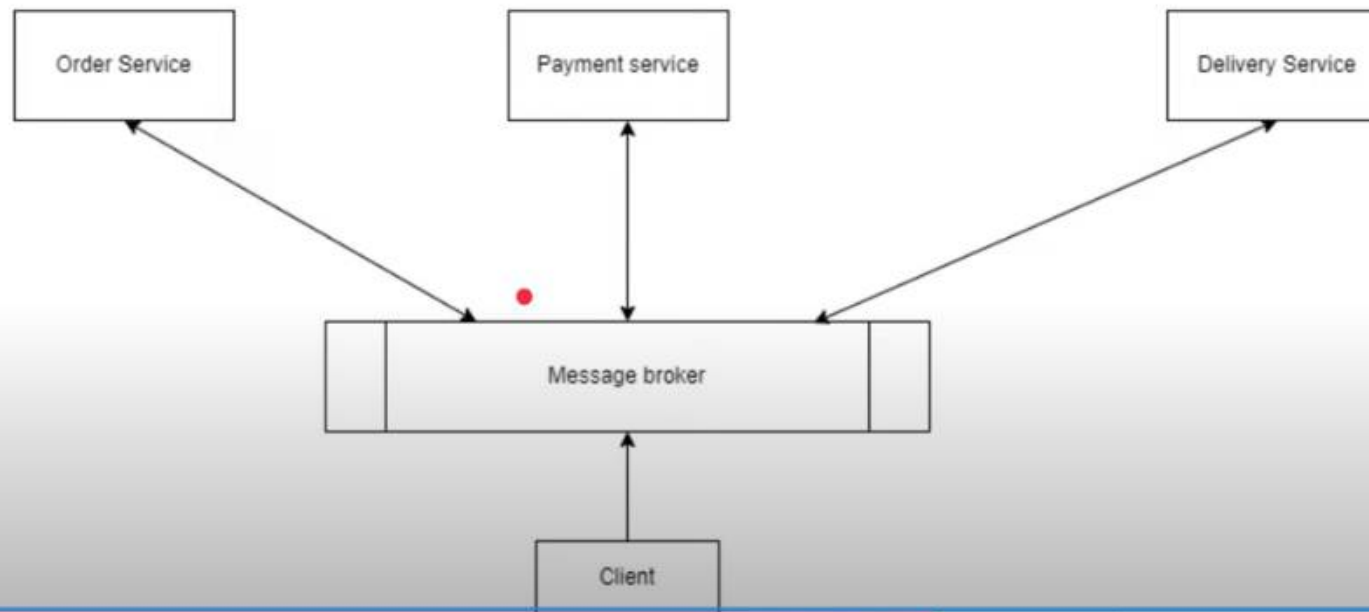 Order Service
Payment service
Delivery Service
Message broker
Client